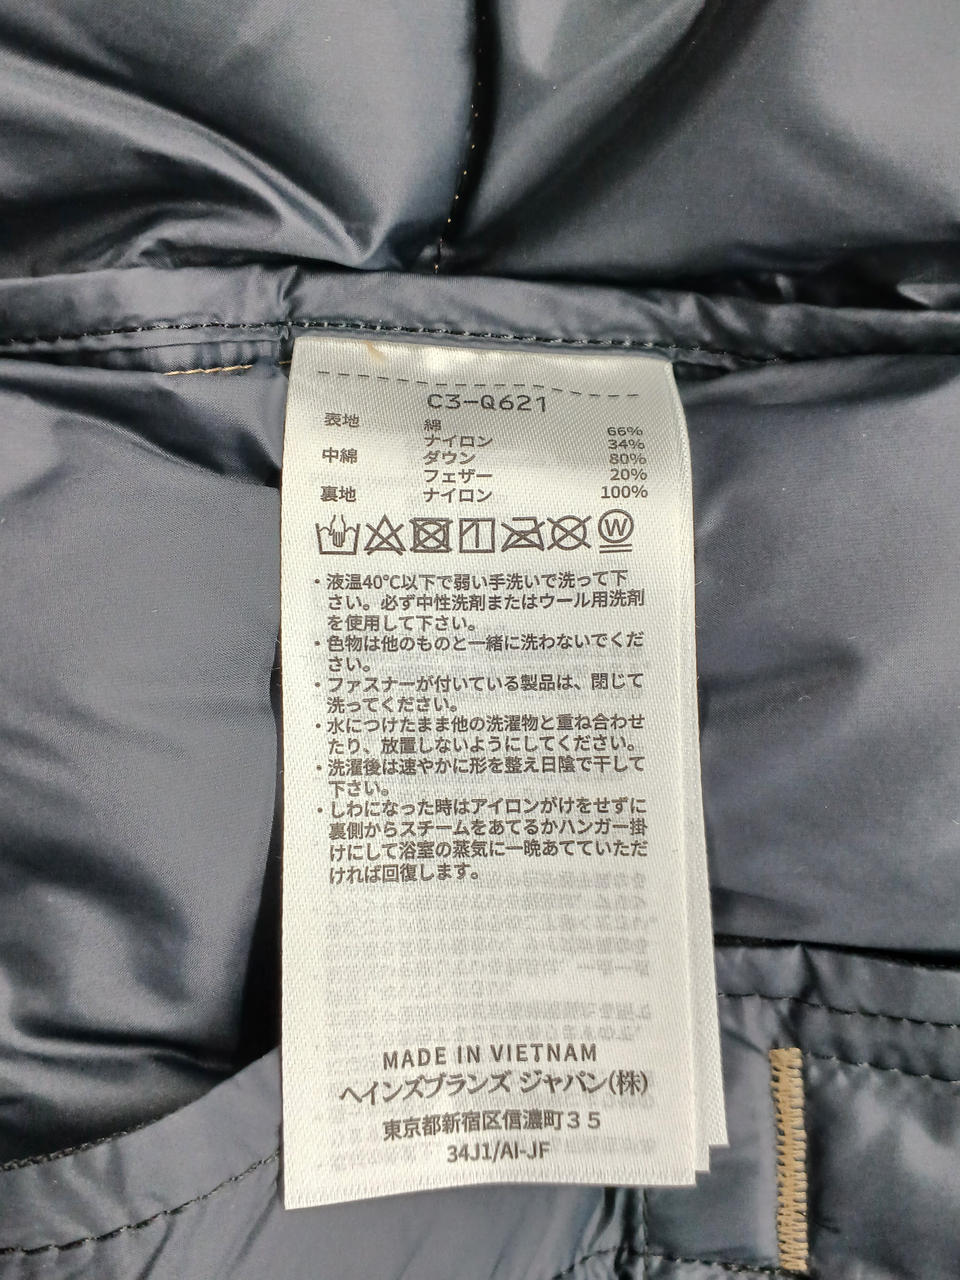 C3-Q621
表地 綿 66%
ナイロン 34%
中綿 ダウン 80%
フェザー 20%
裏地 ナイロン 100%
W
・液温40℃以下で弱い手洗いで洗って下
さい。必ず中性洗剤またはウール用洗剤
を使用して下さい。
・色物は他のものと一緒に洗わないでくだ
さい。
・ファスナーが付いている製品は、閉じて
洗ってください。
・水につけたまま他の洗濯物と重ね合わせ
たり、放置しないようにしてください。
・洗濯後は速やかに形を整え日陰で干して
下さい。
・しわになった時はアイロンがけをせずに
裏側からスチームをあてるかハンガー掛
けにして浴室の蒸気に一晩あてていただ
ければ回復します。
MADE IN VIETNAM
ヘインズブランズ ジャパン(株)
東京都新宿区信濃町35
34J1/AI-JF